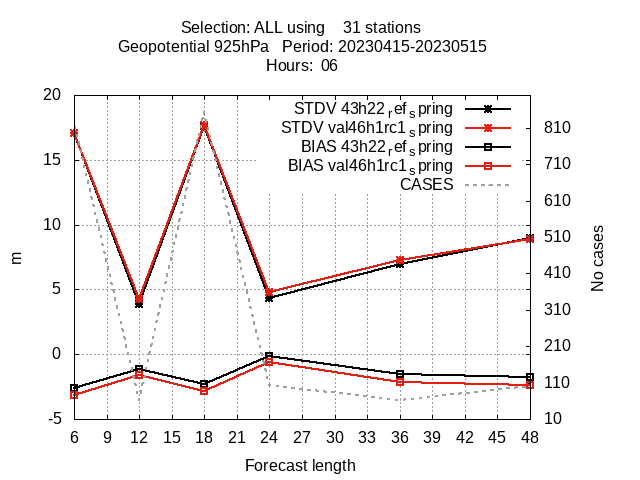 Selection: ALL using    31 stations
Geopotential 925hPa   Period: 20230415-20230515
Hours:  06
STDV 43h22_ref_spring
STDV val46h1rc1_spring
BIAS 43h22_ref_spring
BIAS val46h1rc1_spring
CASES
20
15
10
5
0
-5
m
810
710
610
510
410
310
210
110
10
No cases
6 9 12 15 18 21 24 27 30 33 36 39 42 45 48
Forecast length